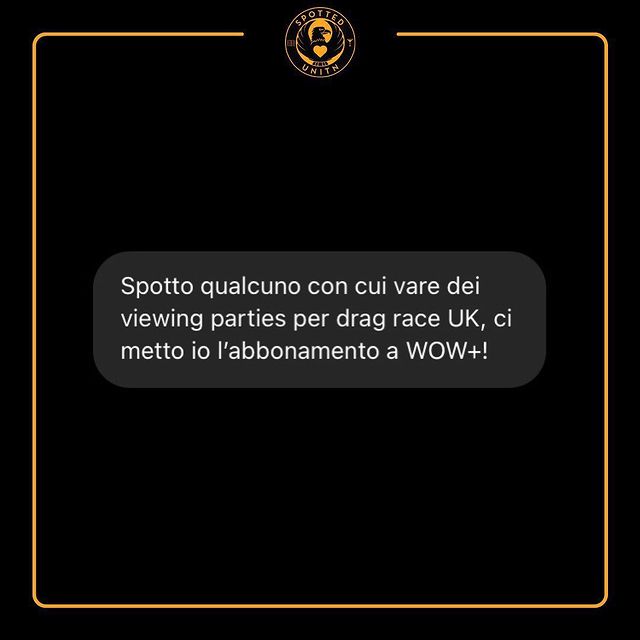 SPOTTED
UNITN
Spotto qualcuno con cui vare dei
viewing parties per drag race UK, ci
metto io l’abbonamento a WOW+!